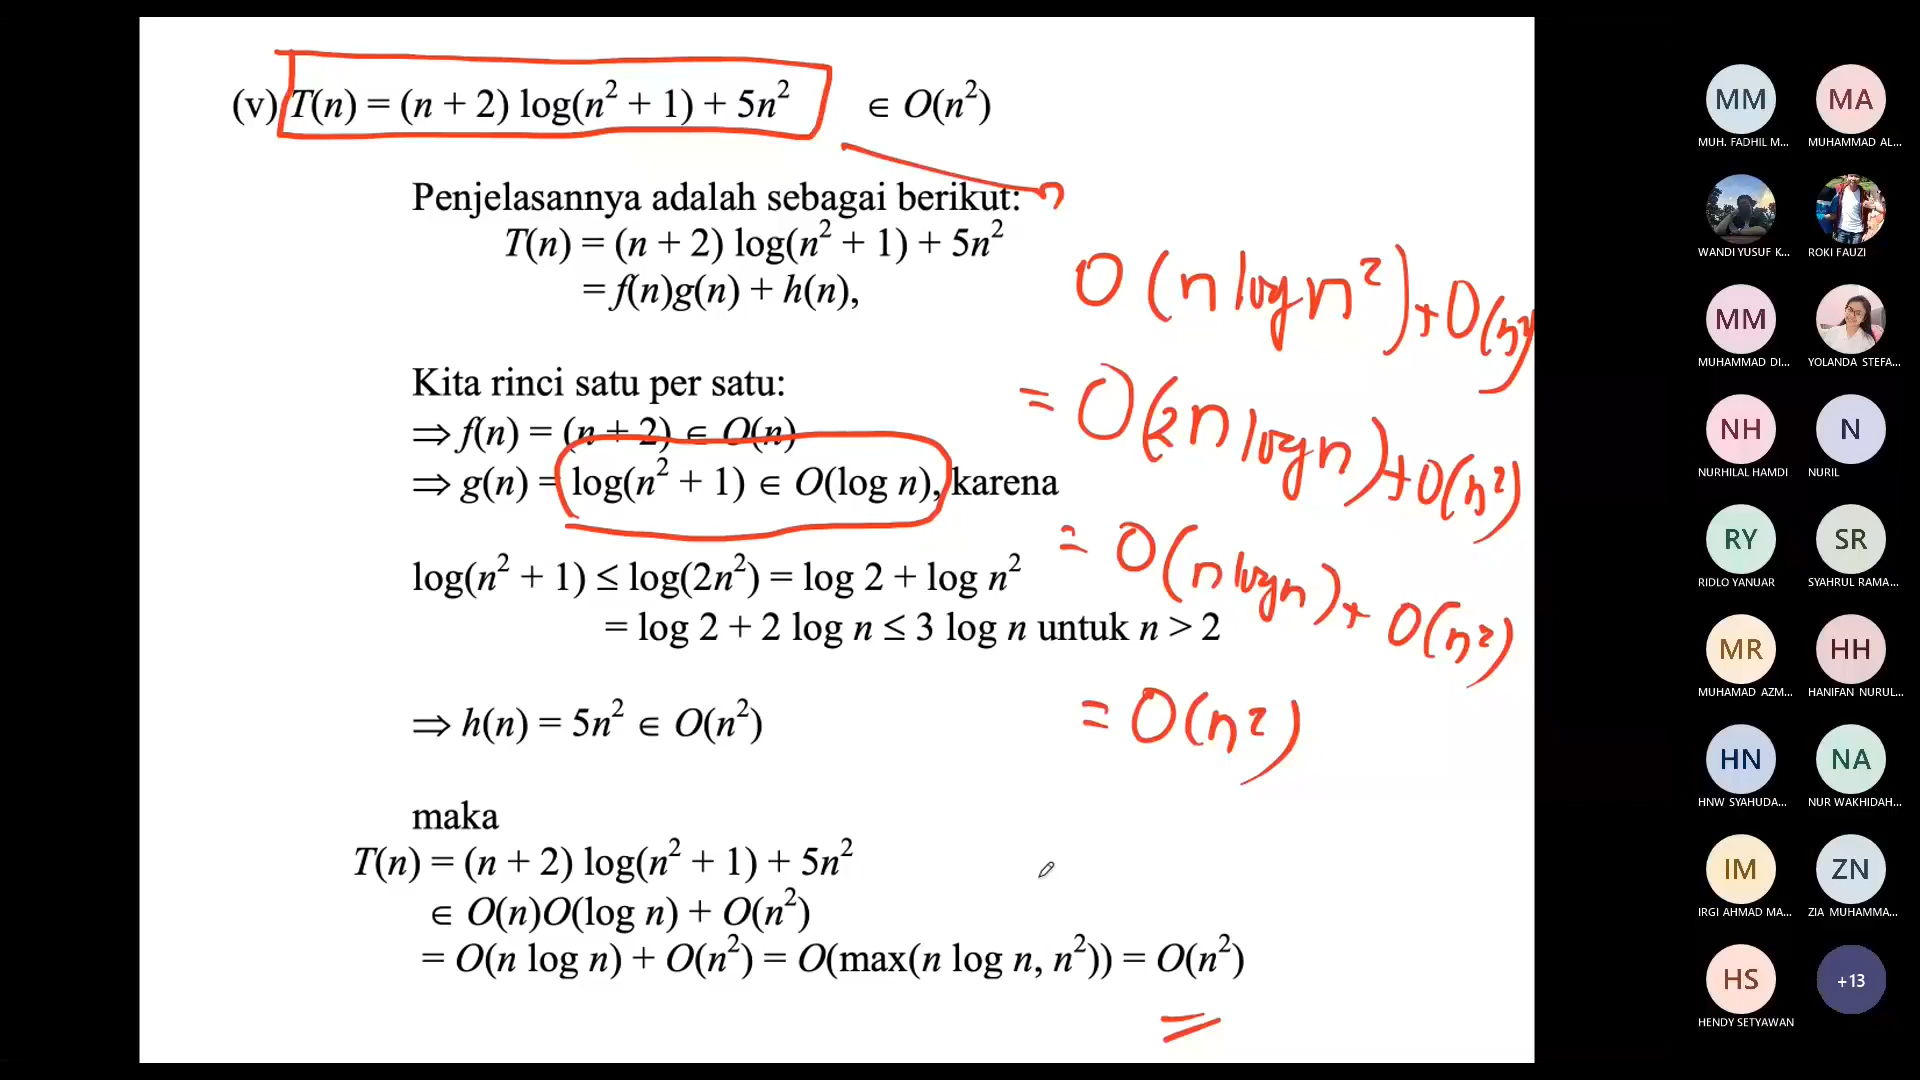 (v) T(n) = (n + 2) log(n² + 1) + 5n² ∈ O(n²)
Penjelasannya adalah sebagai berikut:
T(n) = (n + 2) log(n² + 1) + 5n²
= f(n)g(n) + h(n),
Kita rinci satu per satu:
⇒ f(n) = (n + 2) ∈ O(n)
⇒ g(n) = log(n² + 1) ∈ O(log n), karena
log(n² + 1) ≤ log(2n²) = log 2 + log n²
= log 2 + 2 log n ≤ 3 log n untuk n > 2
⇒ h(n) = 5n² ∈ O(n²)
maka
T(n) = (n + 2) log(n² + 1) + 5n²
∈ O(n)O(log n) + O(n²)
= O(n log n) + O(n²) = O(max(n log n, n²)) = O(n²)
O(n log n²) + O(n²
= O(2n log n) + O(n²)
= O(n log n) + O(n²)
= O(n²)
MM
MA
MUH. FADHIL M...
MUHAMMAD AL...
WANDI YUSUF K...
ROKI FAUZI
MM
MUHAMMAD DI...
YOLANDA STEFA...
NH
N
NURHILAL HAMDI
NURIL
RY
SR
RIDLO YANUAR
SYAHRUL RAMA...
MR
HH
MUHAMAD AZM...
HANIFAN NURUL...
HN
NA
HNW SYAHUDA...
NUR WAKHIDAH...
IM
ZN
IRGI AHMAD MA...
ZIA MUHAMMA...
HS
+13
HENDY SETYAWAN